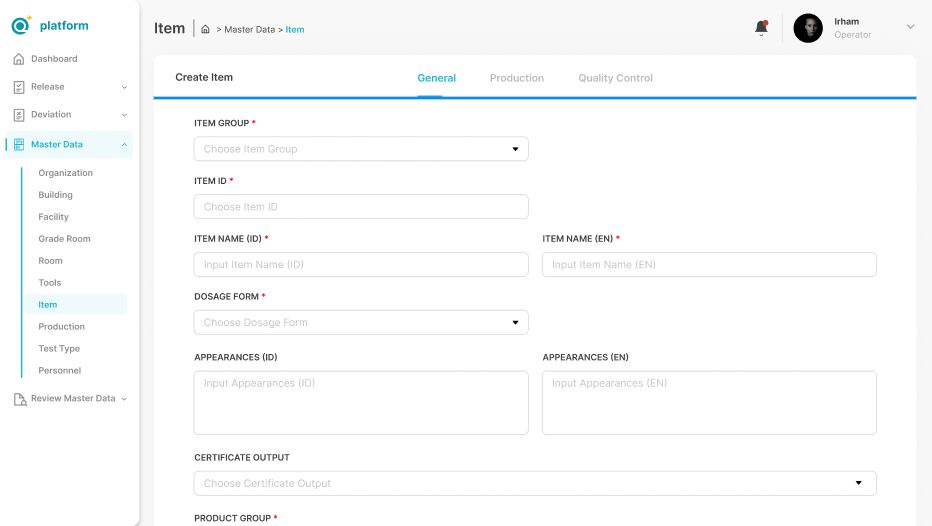 platform
Dashboard
Release
Deviation
Master Data
Organization
Building
Facility
Grade Room
Room
Tools
Item
Production
Test Type
Personnel
Review Master Data
Item > Master Data > Item
Irham
Operator
Create Item General Production Quality Control
ITEM GROUP *
Choose Item Group
ITEM ID *
Choose Item ID
ITEM NAME (ID) * ITEM NAME (EN) *
Input Item Name (ID) Input Item Name (EN)
DOSAGE FORM *
Choose Dosage Form
APPEARANCES (ID) APPEARANCES (EN)
Input Appearances (ID) Input Appearances (EN)
CERTIFICATE OUTPUT
Choose Certificate Output
PRODUCT GROUP *